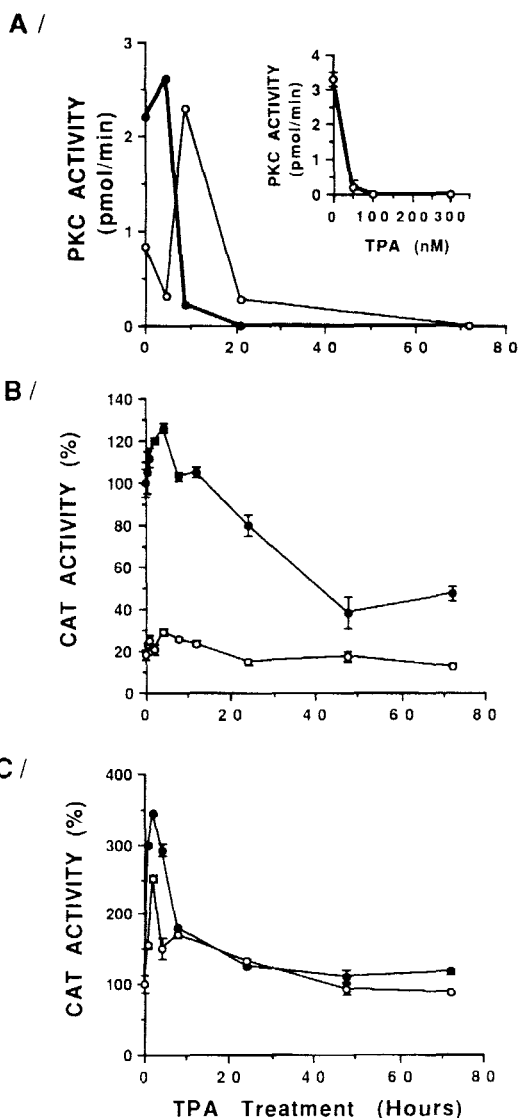 A /
3
2
1
0
PKC ACTIVITY
(pmol/min)
0 20 40 60 80
4
3
2
1
0
PKC ACTIVITY
(pmol/min)
0 100 200 300
TPA (nM)
B /
140
120
100
80
60
40
20
0
CAT ACTIVITY (%)
0 20 40 60 80
C /
400
300
200
100
0
CAT ACTIVITY (%)
0 20 40 60 80
TPA Treatment (Hours)